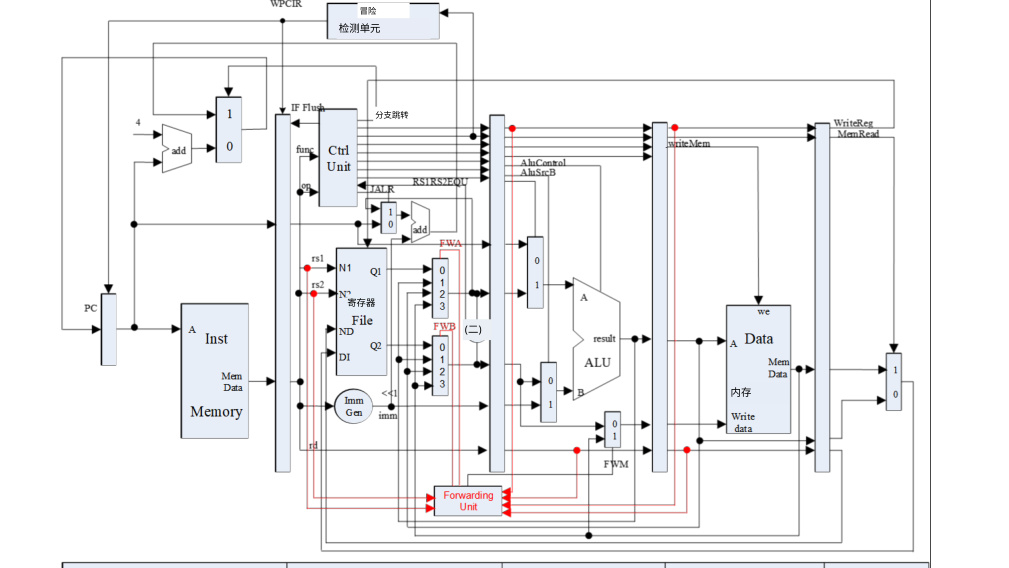 WPCIR
冒险
检测单元
IF Flush
分支跳转
1
0
4
add
Ctrl
Unit
func
op
WriteReg
MemRead
writeMem
AluControl
AluSrcB
RS1RS2EQU
JALR
1
0
add
FWA
rs1
rs2
N1
Q1
寄存器
File
ND
DI
Q2
0
1
2
3
FWB
0
1
2
3
(二)
0
1
A
result
ALU
B
0
1
PC
A
Inst
Mem
Data
Memory
we
A
Data
Mem
Data
内存
Write
data
1
0
Imm
Gen
<<1
imm
0
1
FWM
rd
Forwarding
Unit